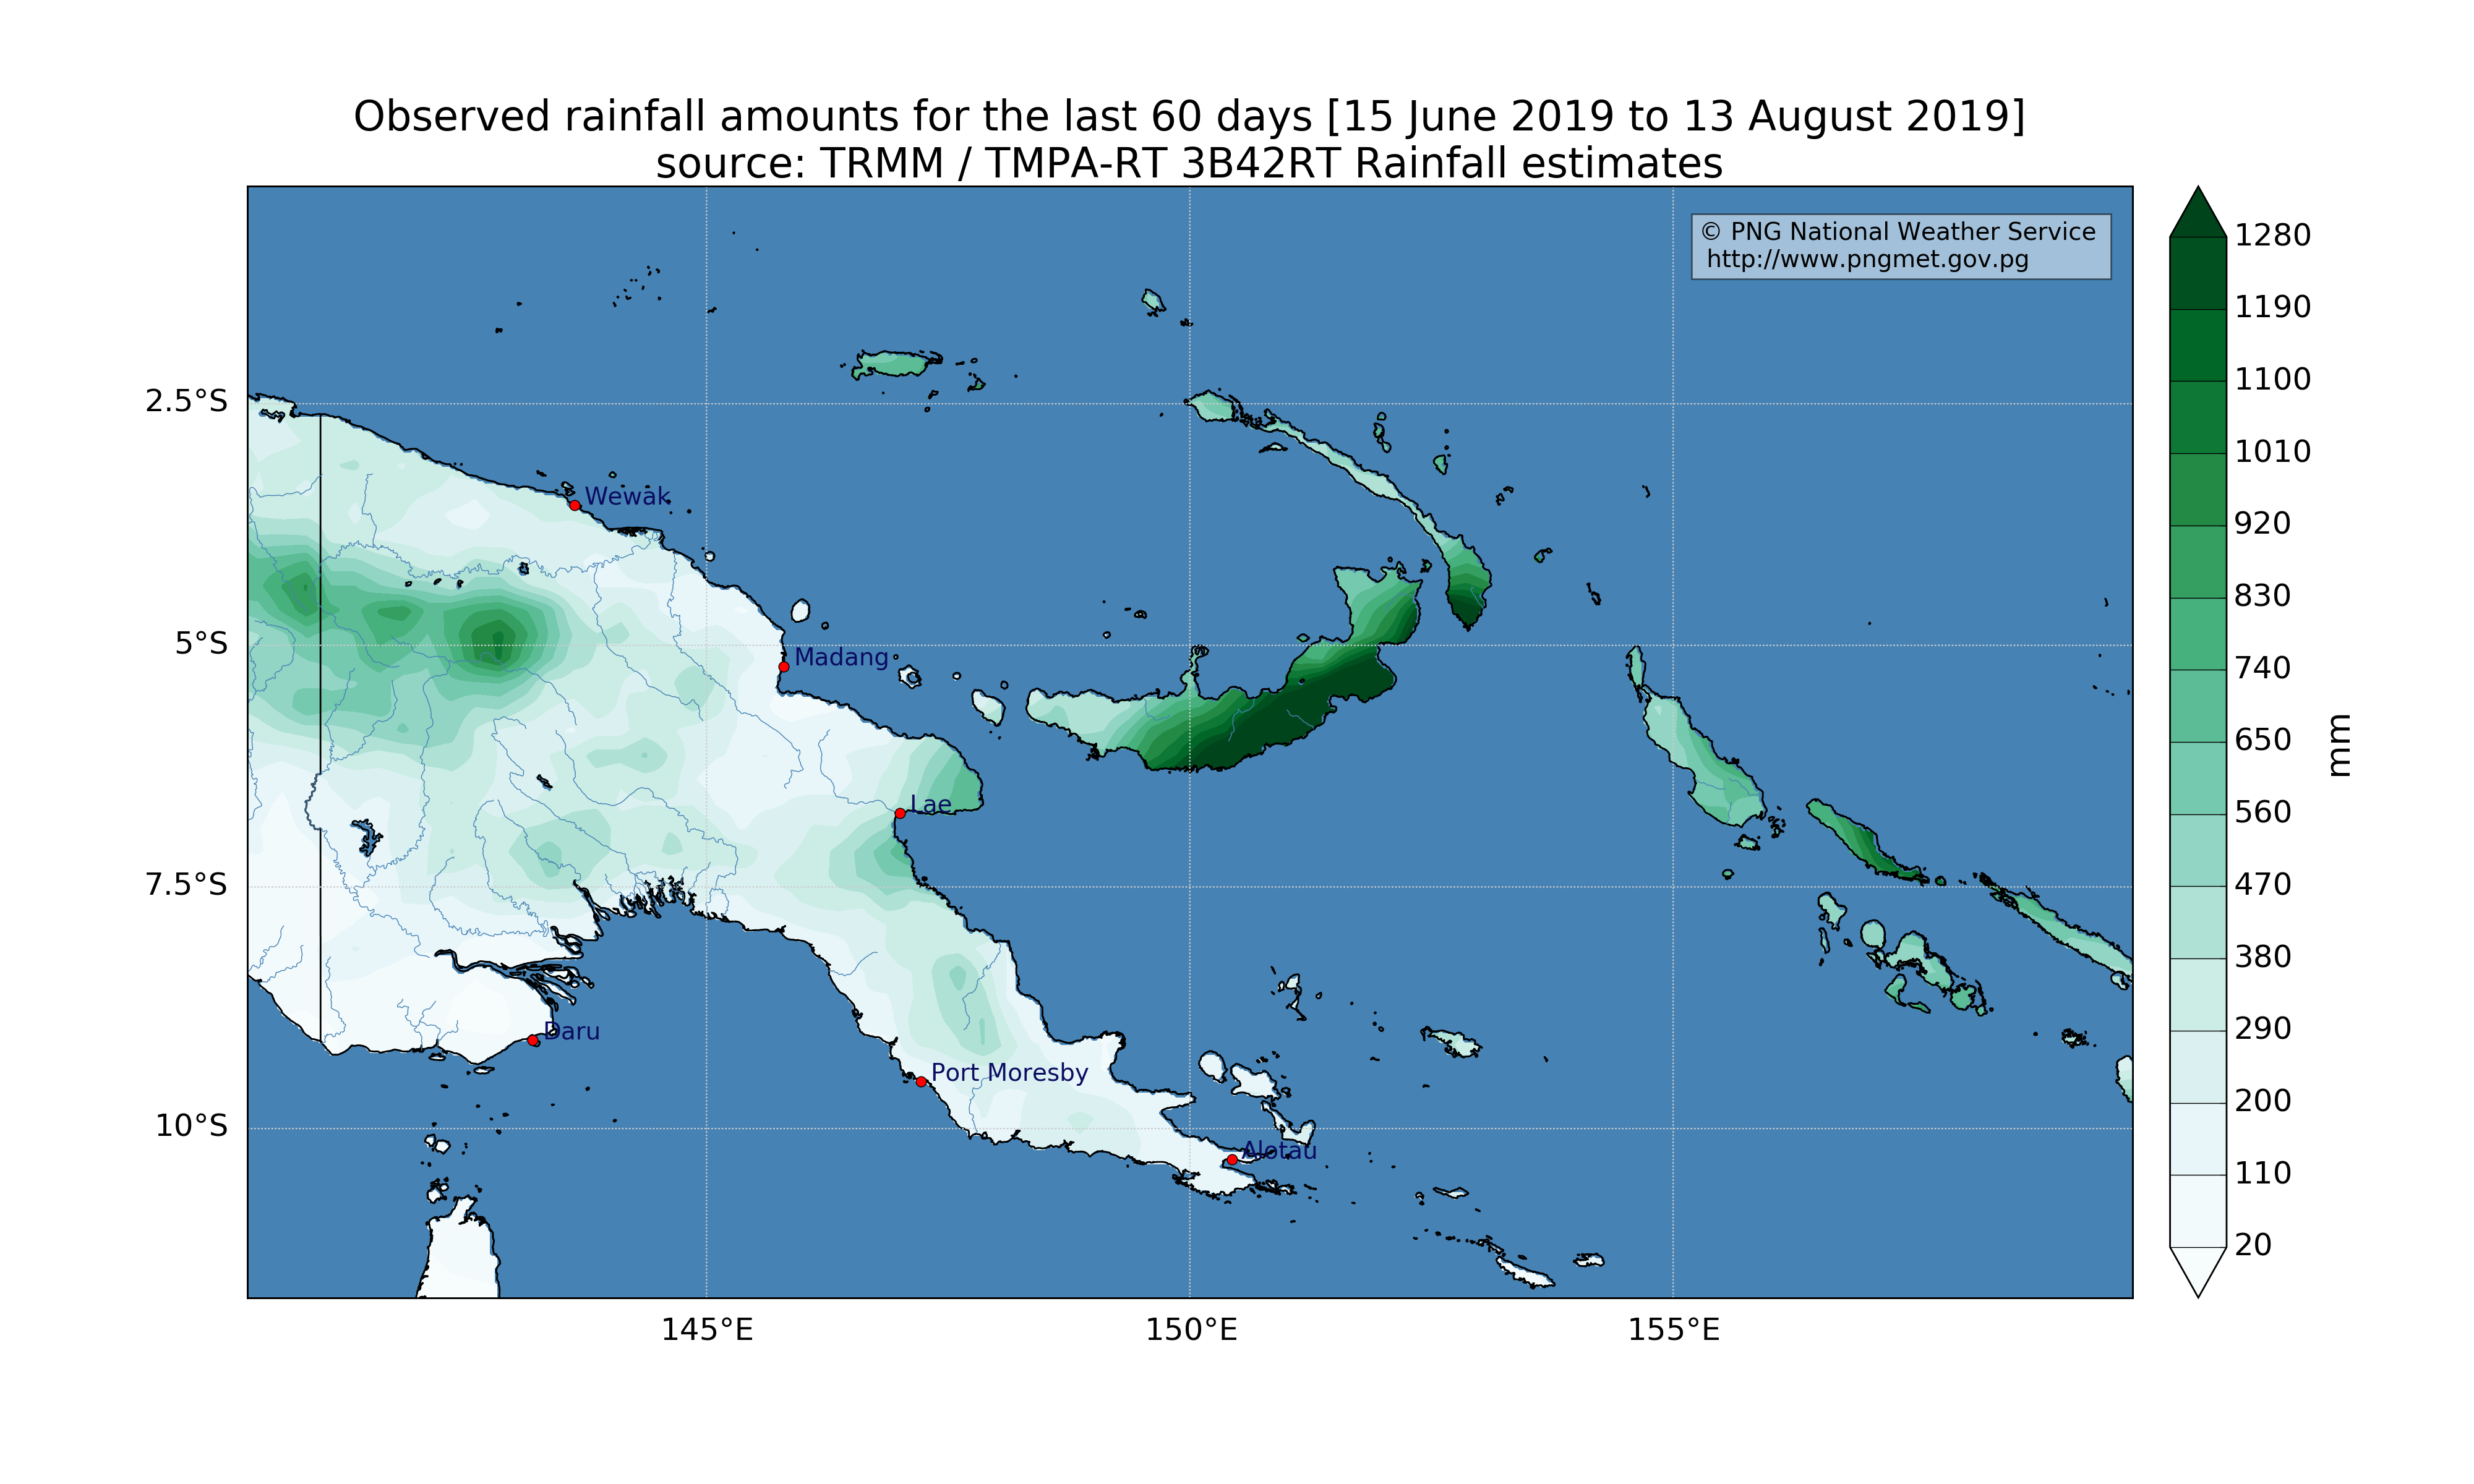 Observed rainfall amounts for the last 60 days [15 June 2019 to 13 August 2019]
source: TRMM / TMPA-RT 3B42RT Rainfall estimates
© PNG National Weather Service
http://www.pngmet.gov.pg
1280
1190
1100
1010
920
830
740
650
560
470
380
290
200
110
20
mm
2.5°S
5°S
7.5°S
10°S
Wewak
Madang
Lae
Daru
Port Moresby
Alotau
145°E
150°E
155°E